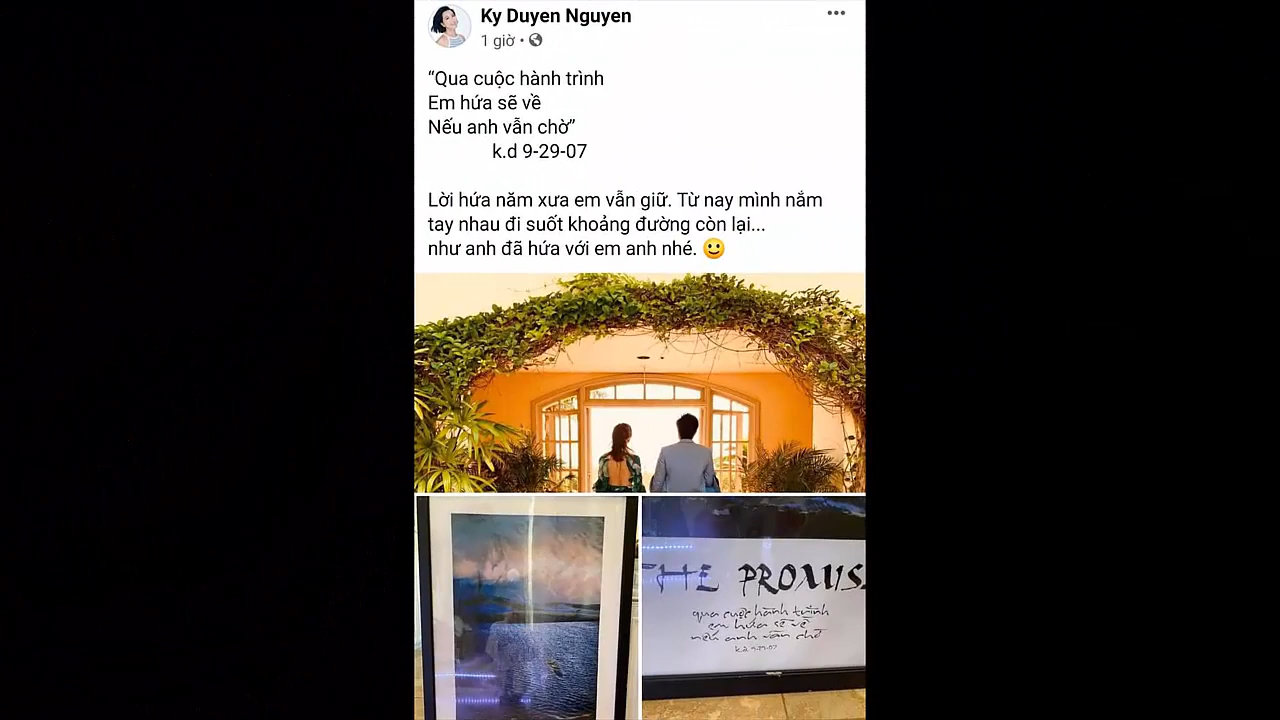 Ky Duyen Nguyen
1 giờ •
“Qua cuộc hành trình
Em hứa sẽ về
Nếu anh vẫn chờ”
k.d 9-29-07
Lời hứa năm xưa em vẫn giữ. Từ nay mình nắm
tay nhau đi suốt khoảng đường còn lại...
như anh đã hứa với em anh nhé. 🙂
THE PROMIS
qua cuộc hành trình
em hứa sẽ về
nếu anh vẫn chờ
k.d. 9-29-07